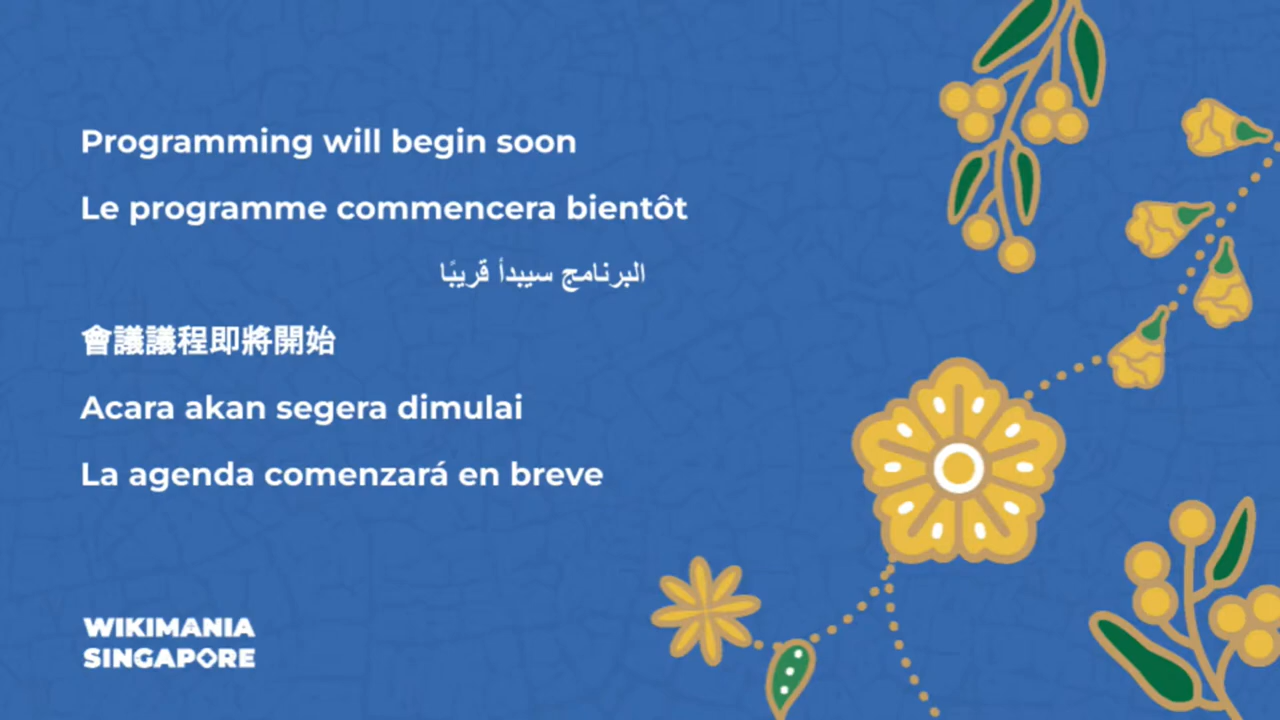 Programming will begin soon
Le programme commencera bientôt
البرنامج سيبدأ قريبًا
會議議程即將開始
Acara akan segera dimulai
La agenda comenzará en breve
WIKIMANIA
SINGAPORE